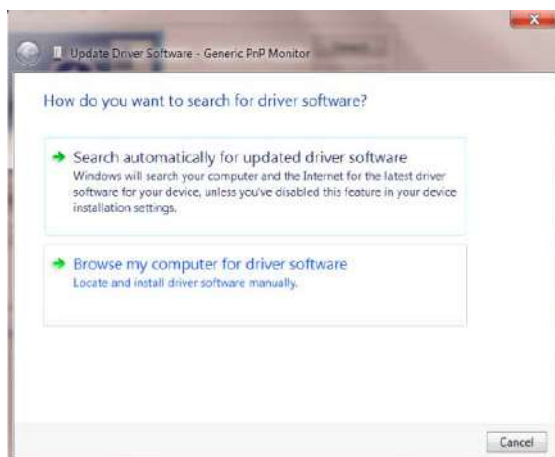 Update Driver Software - Generic PnP Monitor
How do you want to search for driver software?
Search automatically for updated driver software
Windows will search your computer and the Internet for the latest driver
software for your device, unless you've disabled this feature in your device
installation settings.
Browse my computer for driver software
Locate and install driver software manually.
Cancel